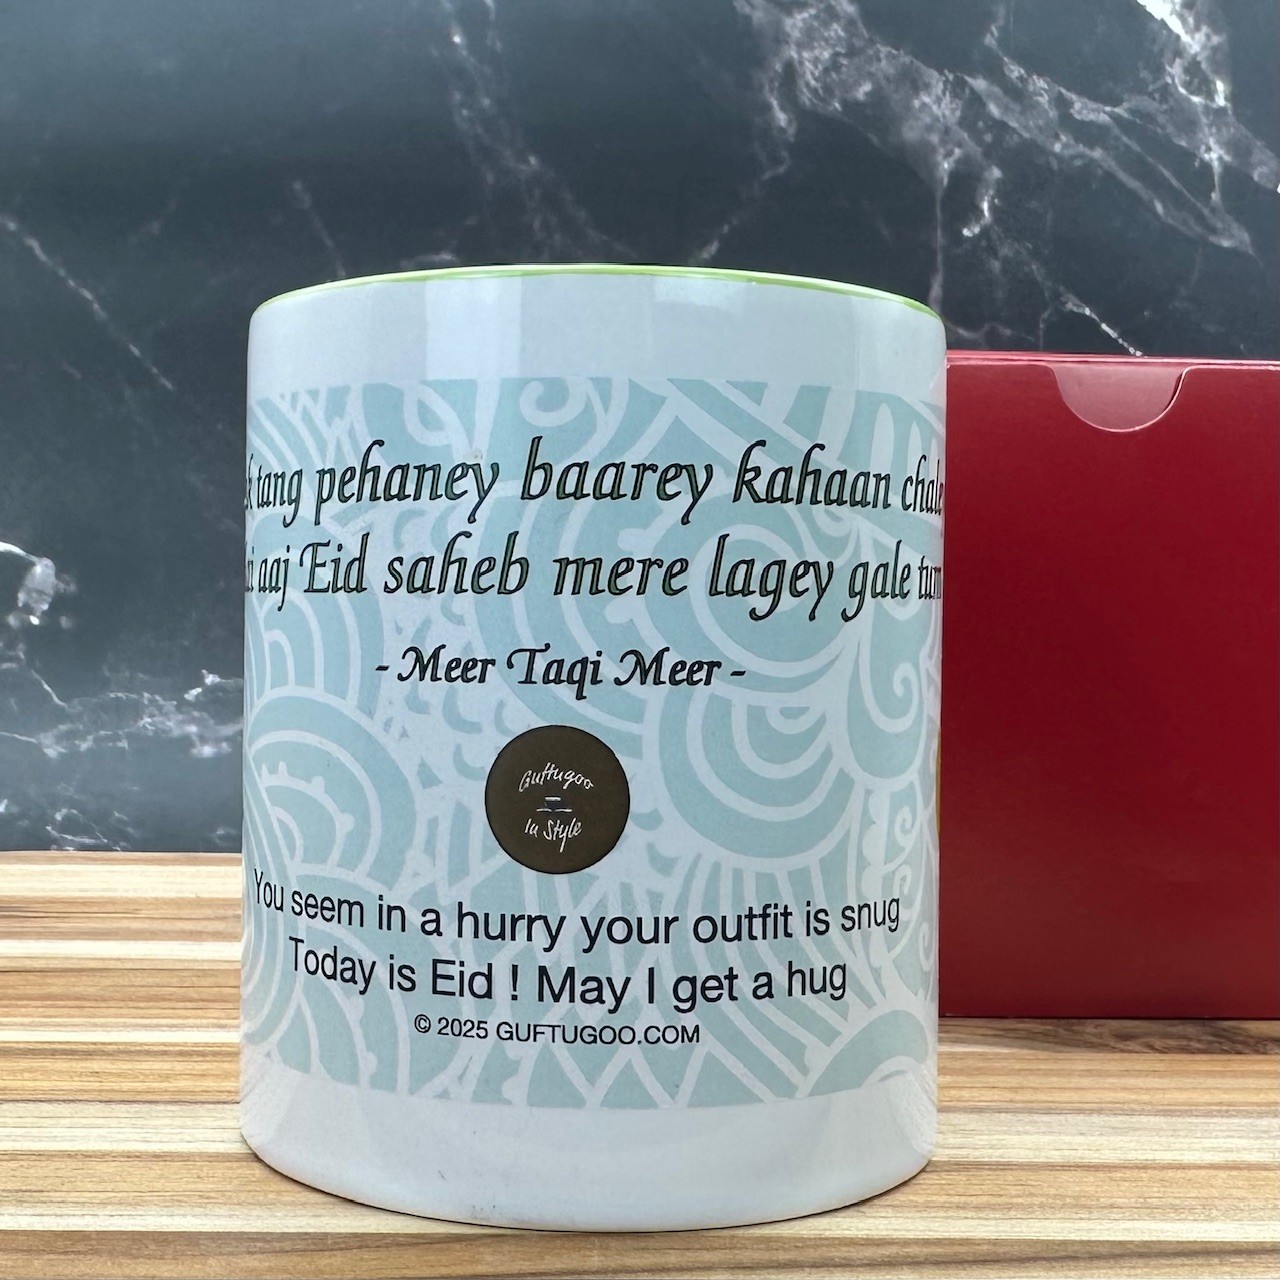 tang pehaney baarey kahaan chale
aaj Eid saheb mere lagey gale tum
- Meer Taqi Meer -
Guftugoo
In Style
You seem in a hurry your outfit is snug
Today is Eid ! May I get a hug
© 2025 GUFTUGOO.COM